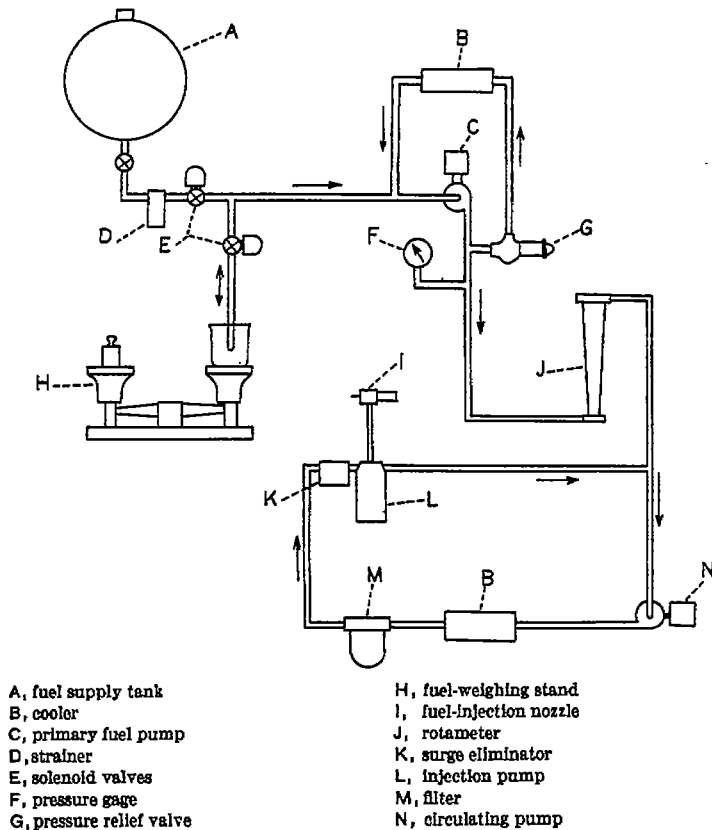 A
B
C
D
E
F
G
H
I
J
K
L
M
B
N
A, fuel supply tank
B, cooler
C, primary fuel pump
D, strainer
E, solenoid valves
F, pressure gage
G, pressure relief valve
H, fuel-weighing stand
I, fuel-injection nozzle
J, rotameter
K, surge eliminator
L, injection pump
M, filter
N, circulating pump